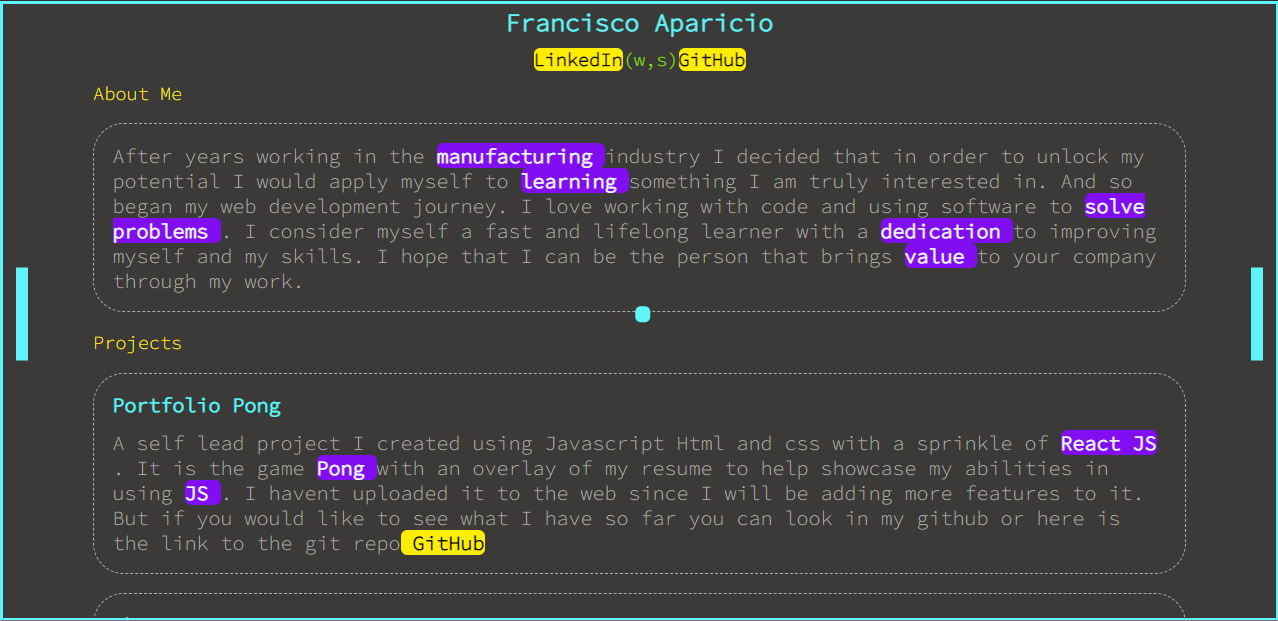 Francisco Aparicio
LinkedIn(w,s)GitHub
About Me
After years working in the manufacturing industry I decided that in order to unlock my
potential I would apply myself to learning something I am truly interested in. And so
began my web development journey. I love working with code and using software to solve
problems . I consider myself a fast and lifelong learner with a dedication to improving
myself and my skills. I hope that I can be the person that brings value to your company
through my work.
Projects
Portfolio Pong
A self lead project I created using Javascript Html and css with a sprinkle of React JS
. It is the game Pong with an overlay of my resume to help showcase my abilities in
using JS . I havent uploaded it to the web since I will be adding more features to it.
But if you would like to see what I have so far you can look in my github or here is
the link to the git repo GitHub